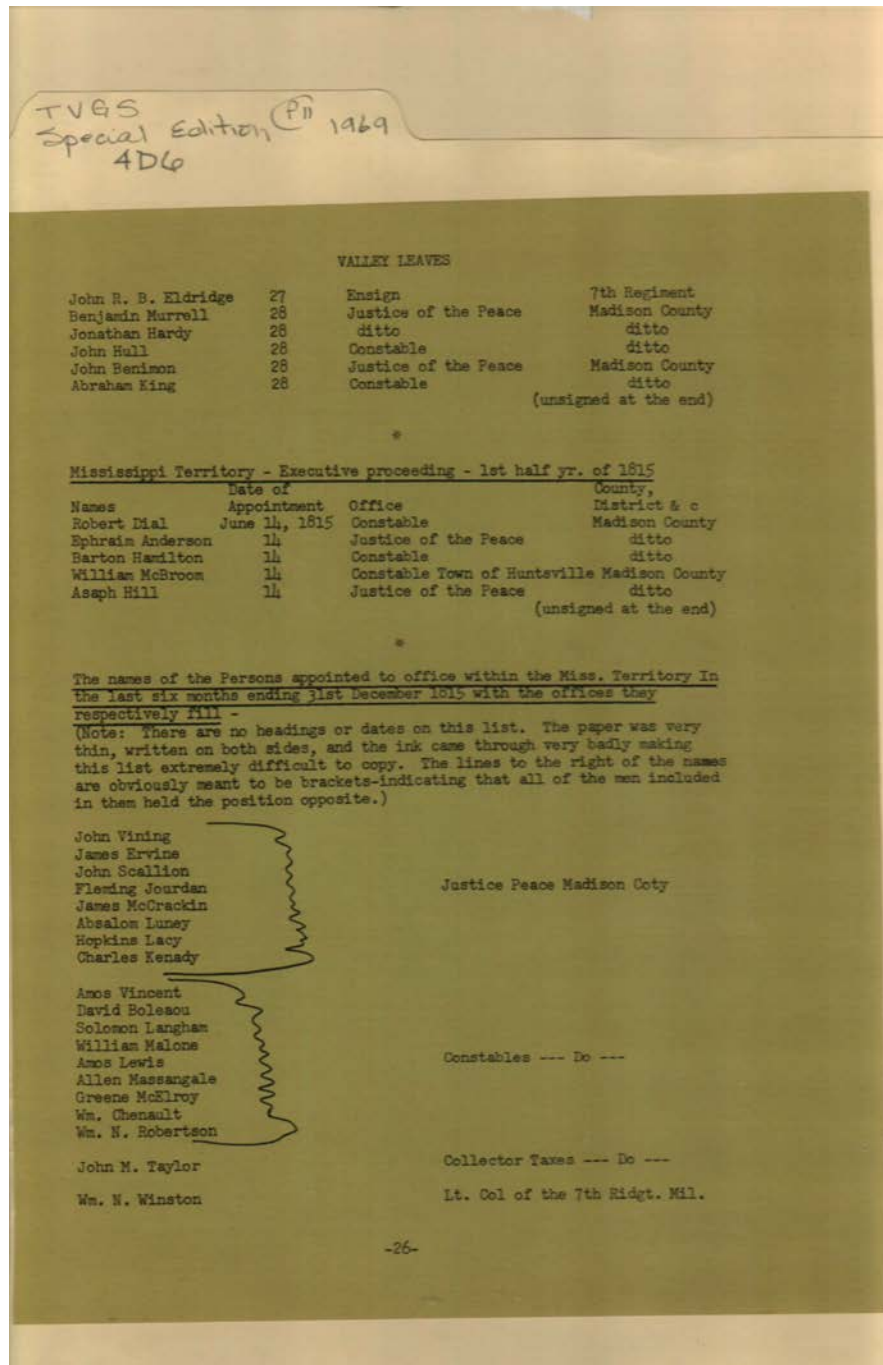 TVGS
Special Edition P11 1969
4D6
VALLEY LEAVES
John R. B. Eldridge 27 Ensign 7th Regiment
Benjamin Murrell 28 Justice of the Peace Madison County
Jonathan Hardy 28 ditto ditto
John Hull 28 Constable ditto
John Benimon 28 Justice of the Peace Madison County
Abraham King 28 Constable ditto
(unsigned at the end)
*
Mississippi Territory - Executive proceeding - 1st half yr. of 1815
Date of County,
Names Appointment Office District & c
Robert Dial June 14, 1815 Constable Madison County
Ephraim Anderson 14 Justice of the Peace ditto
Barton Hamilton 14 Constable ditto
William McBroom 14 Constable Town of Huntsville Madison County
Asaph Hill 14 Justice of the Peace ditto
(unsigned at the end)
*
The names of the Persons appointed to office within the Miss. Territory In
the last six months ending 31st December 1815 with the offices they
respectively fill -
(Note: There are no headings or dates on this list. The paper was very
thin, written on both sides, and the ink came through very badly making
this list extremely difficult to copy. The lines to the right of the names
are obviously meant to be brackets-indicating that all of the men included
in them held the position opposite.)
John Vining
James Ervine
John Scallion
Fleming Jourdan Justice Peace Madison Coty
James McCrackin
Absalom Luney
Hopkins Lacy
Charles Kenady
Amos Vincent
David Boleaou
Solomon Langham
William Malone
Amos Lewis Constables --- Do ---
Allen Massangale
Greene McElroy
Wm. Chenault
Wm. N. Robertson
John M. Taylor Collector Taxes --- Do ---
Wm. N. Winston Lt. Col of the 7th Ridgt. Mil.
-26-